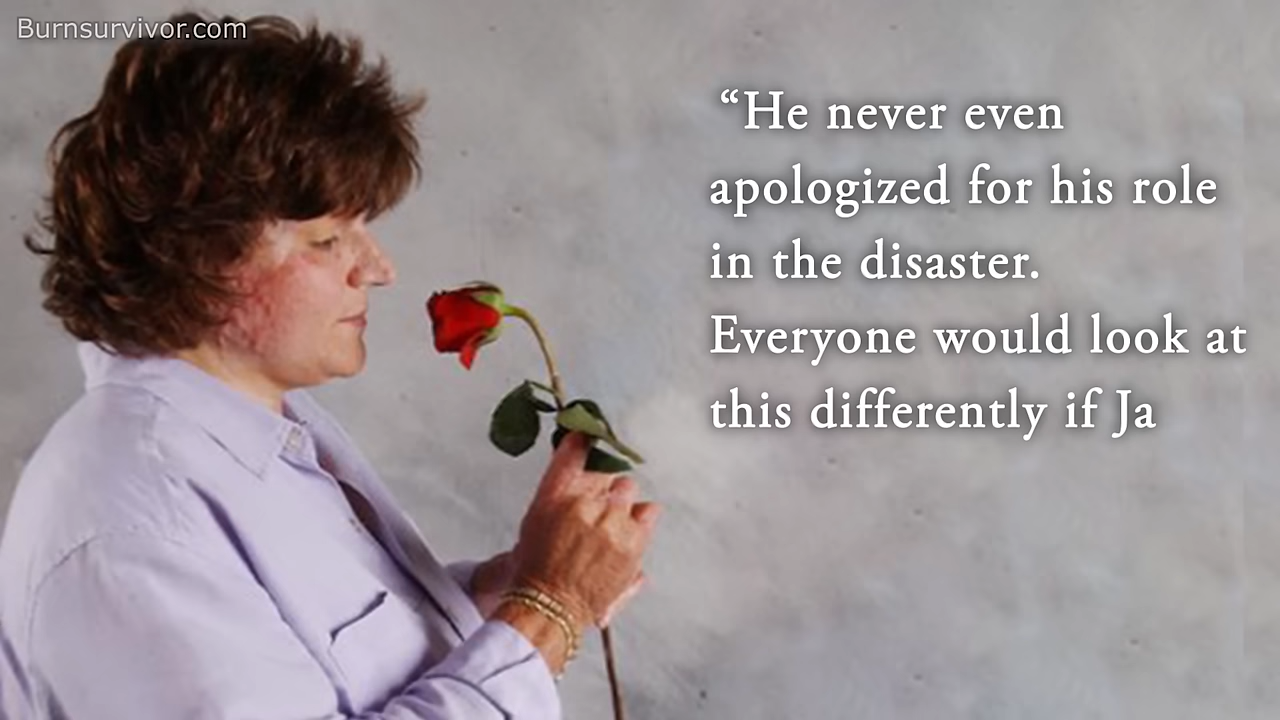 Burnsurvivor.com
“He never even
apologized for his role
in the disaster.
Everyone would look at
this differently if Ja